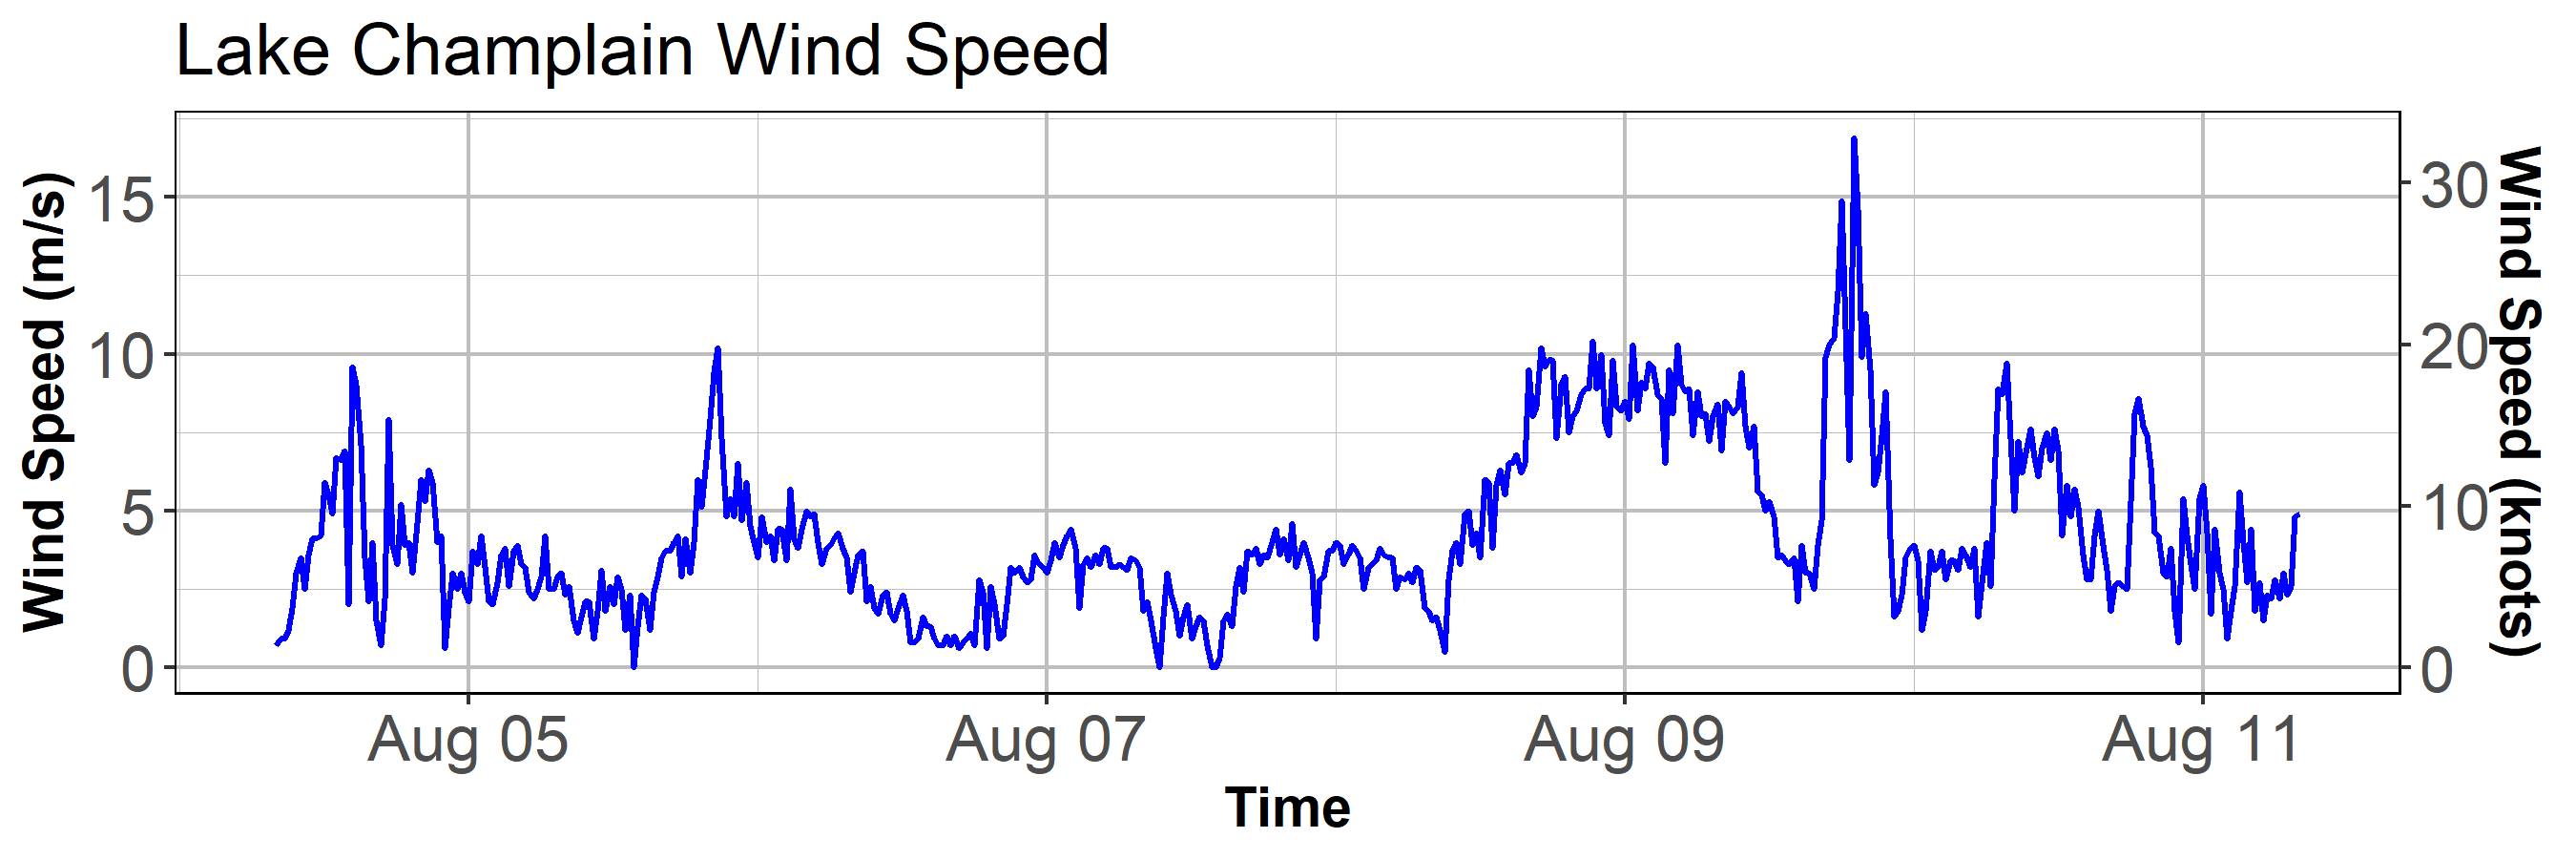 Lake Champlain Wind Speed
Wind Speed (m/s)
15
10
5
0
30
20
10
0
Wind Speed (knots)
Aug 05
Aug 07
Aug 09
Aug 11
Time